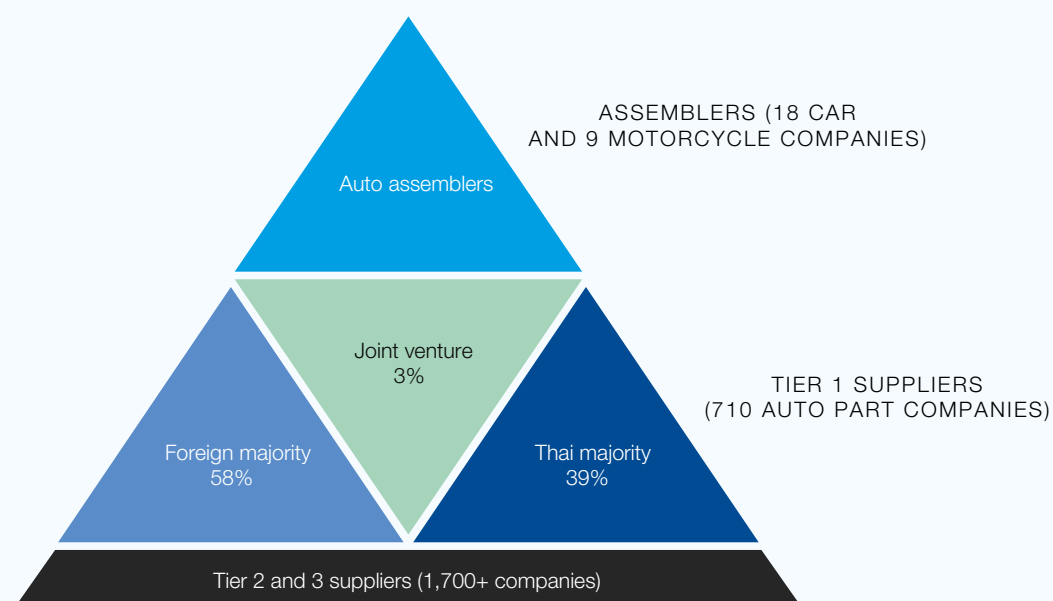 ASSEMBLERS (18 CAR
AND 9 MOTORCYCLE COMPANIES)
Auto assemblers
Joint venture
3%
TIER 1 SUPPLIERS
(710 AUTO PART COMPANIES)
Foreign majority
58%
Thai majority
39%
Tier 2 and 3 suppliers (1,700+ companies)